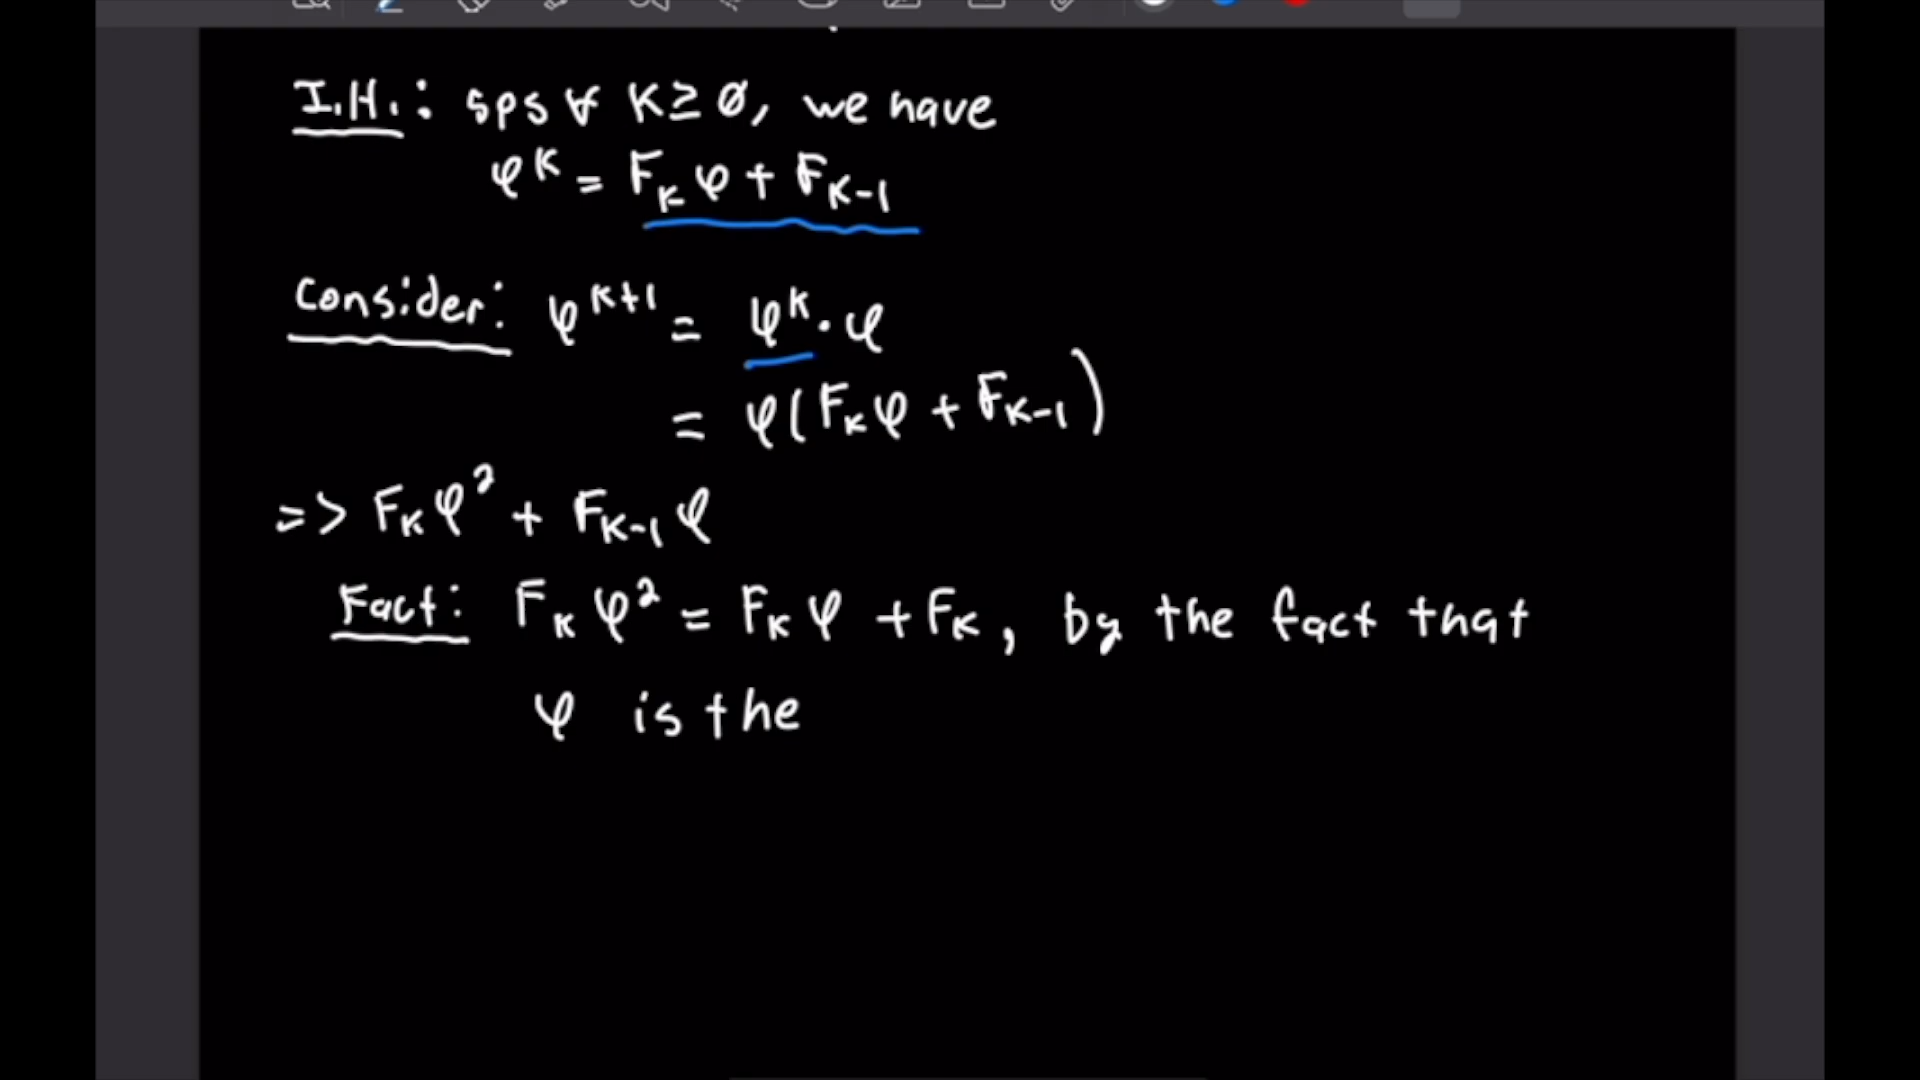 I.H.: sps ∀ K ≥ 0, we have
φ^K = F_K φ + F_{K-1}
Consider: φ^{K+1} = φ^K · φ
= φ(F_K φ + F_{K-1})
=> F_K φ^2 + F_{K-1} φ
Fact: F_K φ^2 = F_K φ + F_K, by the fact that
φ is the